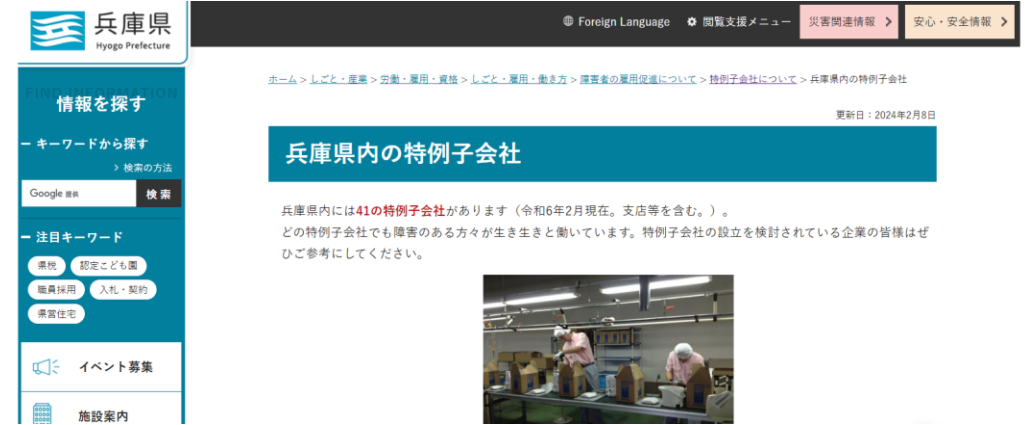 兵庫県
Hyogo Prefecture
Foreign Language
閲覧支援メニュー
災害関連情報
安心・安全情報
ホーム > しごと・産業 > 労働・雇用・資格 > しごと・雇用・働き方 > 障害者の雇用促進について > 特例子会社について > 兵庫県内の特例子会社
更新日：2024年2月8日
FIND INFORMATION
情報を探す
キーワードから探す
> 検索の方法
Google 提供
検索
注目キーワード
県税
認定こども園
職員採用
入札・契約
県営住宅
イベント募集
施設案内
兵庫県内の特例子会社
兵庫県内には41の特例子会社があります（令和6年2月現在。支店等を含む。）。
どの特例子会社でも障害のある方々が生き生きと働いています。特例子会社の設立を検討されている企業の皆様はぜ
ひご参考にしてください。